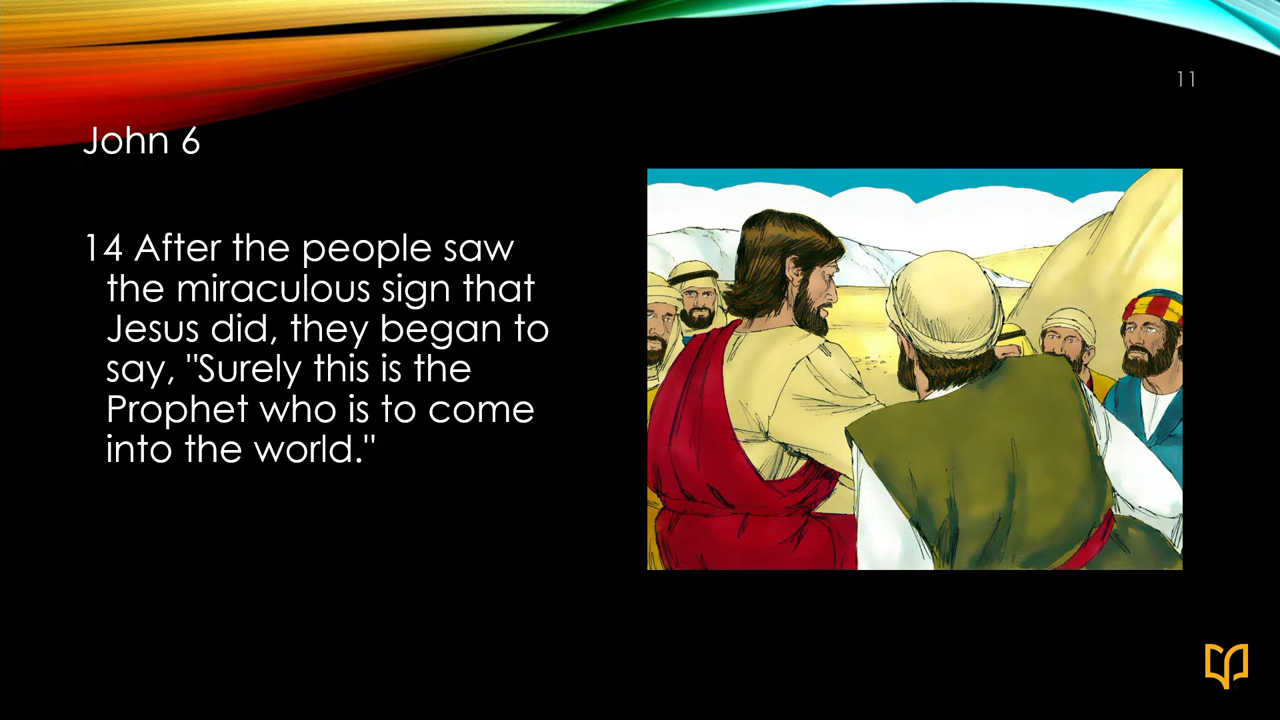 11
John 6
14 After the people saw
the miraculous sign that
Jesus did, they began to
say, "Surely this is the
Prophet who is to come
into the world."